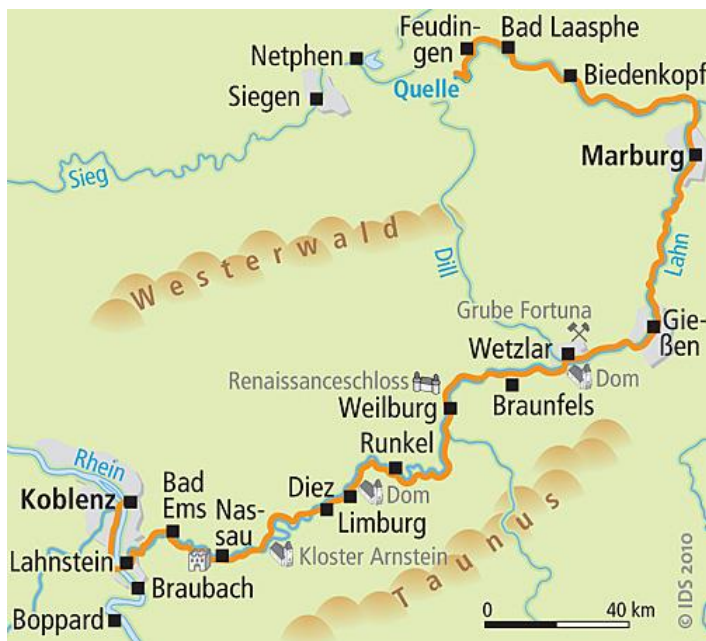 Feudin-
gen
Bad Laasphe
Netphen
Biedenkopf
Quelle
Siegen
Marburg
Sieg
Westerwald
Lahn
Dill
Grube Fortuna
Gie-
ßen
Wetzlar
Renaissanceschloss
Dom
Weilburg
Braunfels
Runkel
Rhein
Bad
Ems
Nas-
sau
Diez
Dom
Koblenz
Limburg
Taunus
Lahnstein
Kloster Arnstein
Braubach
Boppard
0 40 km
© IDS 2010